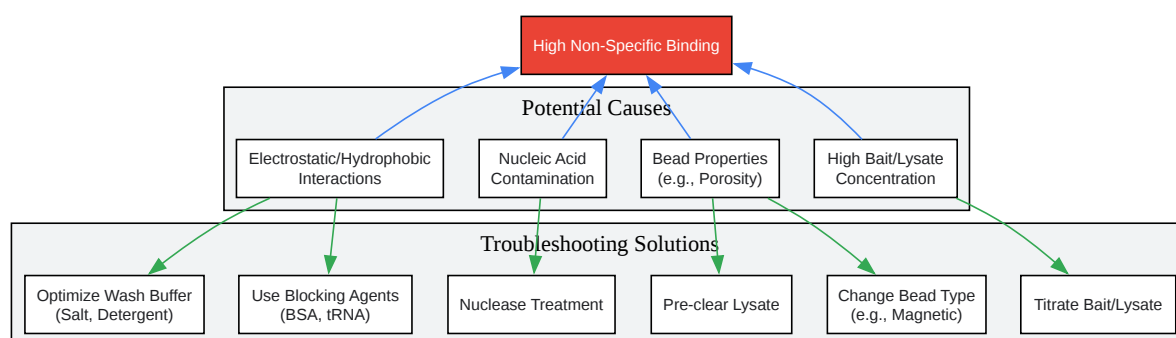 High Non-Specific Binding
Potential Causes
Electrostatic/Hydrophobic
Interactions
Nucleic Acid
Contamination
Bead Properties
(e.g., Porosity)
High Bait/Lysate
Concentration
Troubleshooting Solutions
Optimize Wash Buffer
(Salt, Detergent)
Use Blocking Agents
(BSA, tRNA)
Nuclease Treatment
Pre-clear Lysate
Change Bead Type
(e.g., Magnetic)
Titrate Bait/Lysate